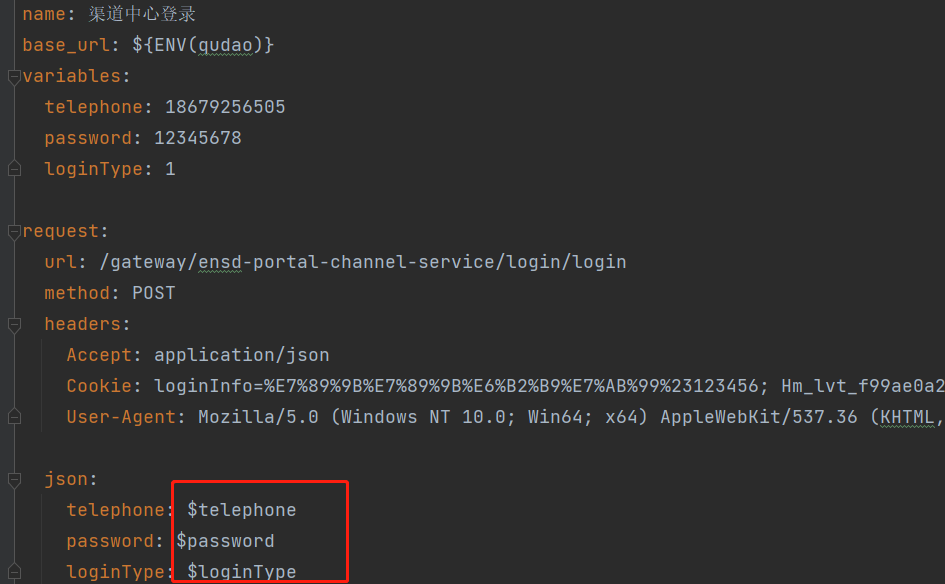 name: 渠道中心登录
base_url: ${ENV(qudao)}
variables:
telephone: 18679256505
password: 12345678
loginType: 1
request:
url: /gateway/ensd-portal-channel-service/login/login
method: POST
headers:
Accept: application/json
Cookie: loginInfo=%E7%89%9B%E7%89%9B%E6%B2%B9%E7%AB%99%23123456; Hm_lvt_f99ae0a2
User-Agent: Mozilla/5.0 (Windows NT 10.0; Win64; x64) AppleWebKit/537.36 (KHTML,
json:
telephone: $telephone
password: $password
loginType: $loginType